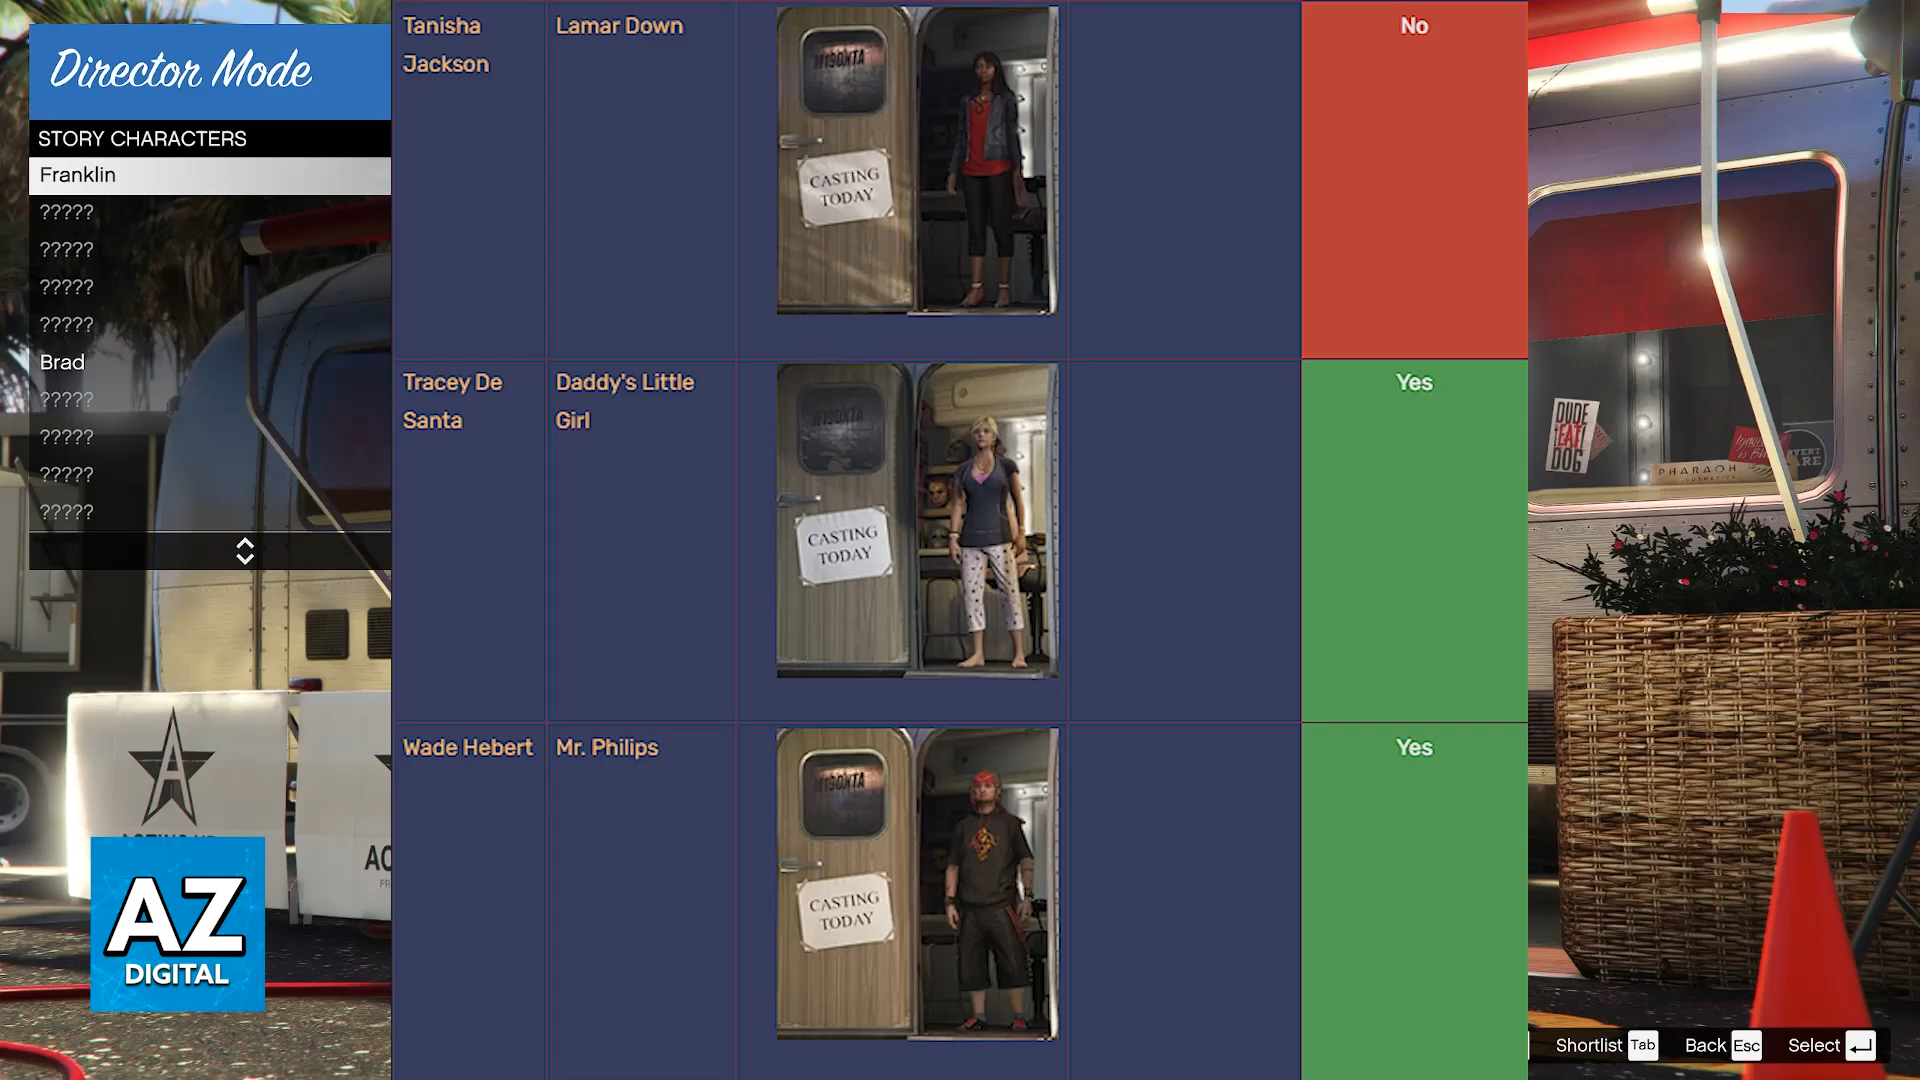 Director Mode
STORY CHARACTERS
Franklin
?????
?????
?????
?????
Brad
?????
?????
?????
?????
Tanisha
Jackson
Lamar Down
CASTING
TODAY
No
Tracey De
Santa
Daddy's Little
Girl
CASTING
TODAY
Yes
Wade Hebert
Mr. Philips
CASTING
TODAY
Yes
DUDE
EAT
DOG
PHARAOH
A
AZ
DIGITAL
Shortlist Tab
Back Esc
Select